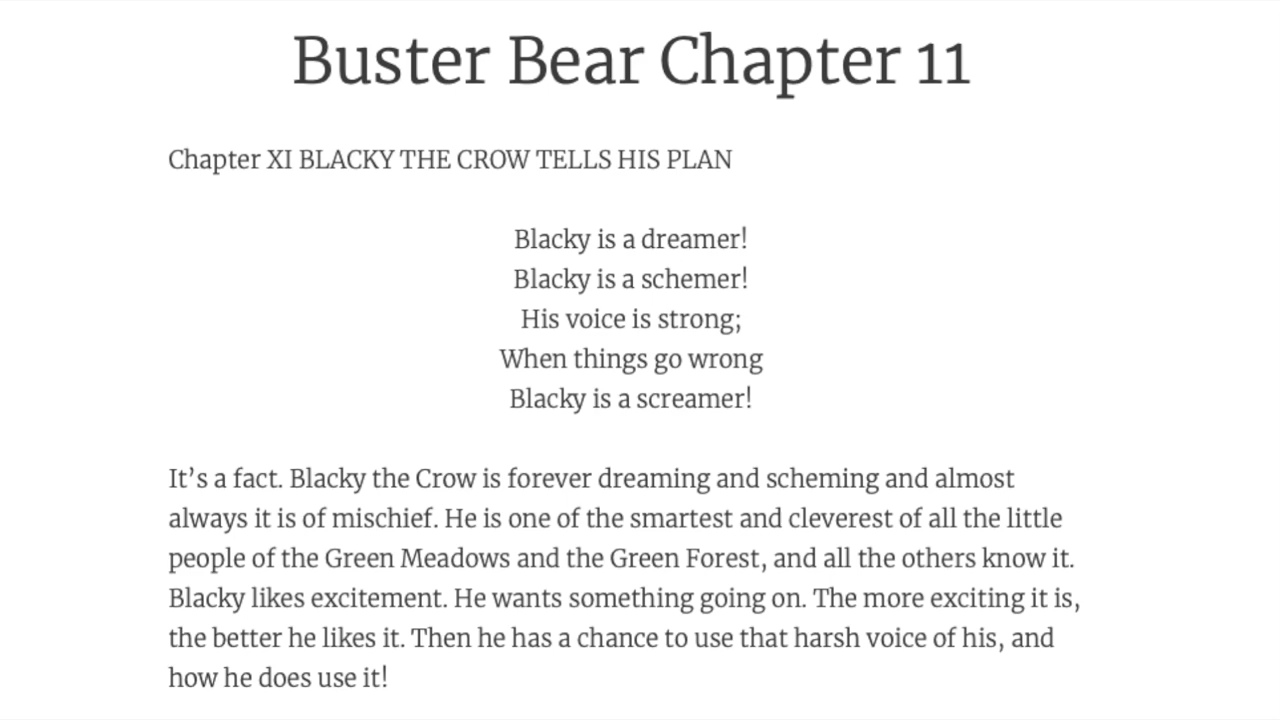 Buster Bear Chapter 11
Chapter XI BLACKY THE CROW TELLS HIS PLAN
Blacky is a dreamer!
Blacky is a schemer!
His voice is strong;
When things go wrong
Blacky is a screamer!
It’s a fact. Blacky the Crow is forever dreaming and scheming and almost
always it is of mischief. He is one of the smartest and cleverest of all the little
people of the Green Meadows and the Green Forest, and all the others know it.
Blacky likes excitement. He wants something going on. The more exciting it is,
the better he likes it. Then he has a chance to use that harsh voice of his, and
how he does use it!